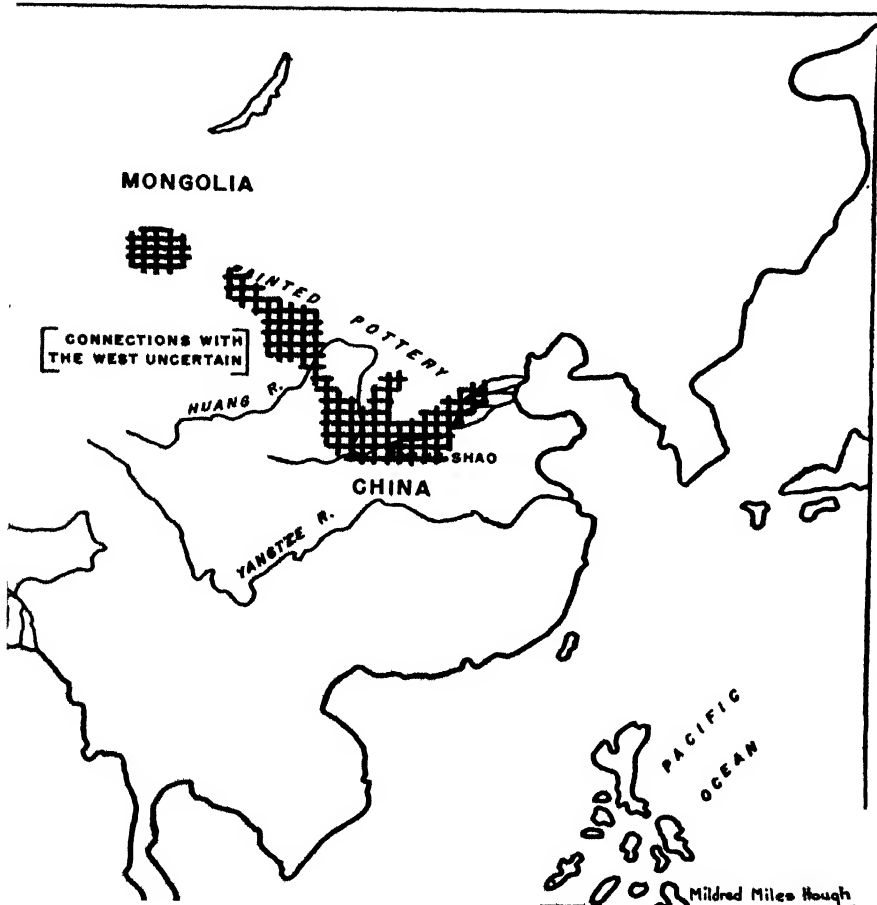 MONGOLIA
PAINTED
POTTERY
[CONNECTIONS WITH
THE WEST UNCERTAIN]
HUANG R.
SHAO
CHINA
YANGTZE R.
PACIFIC
OCEAN
Mildred Miles Hough